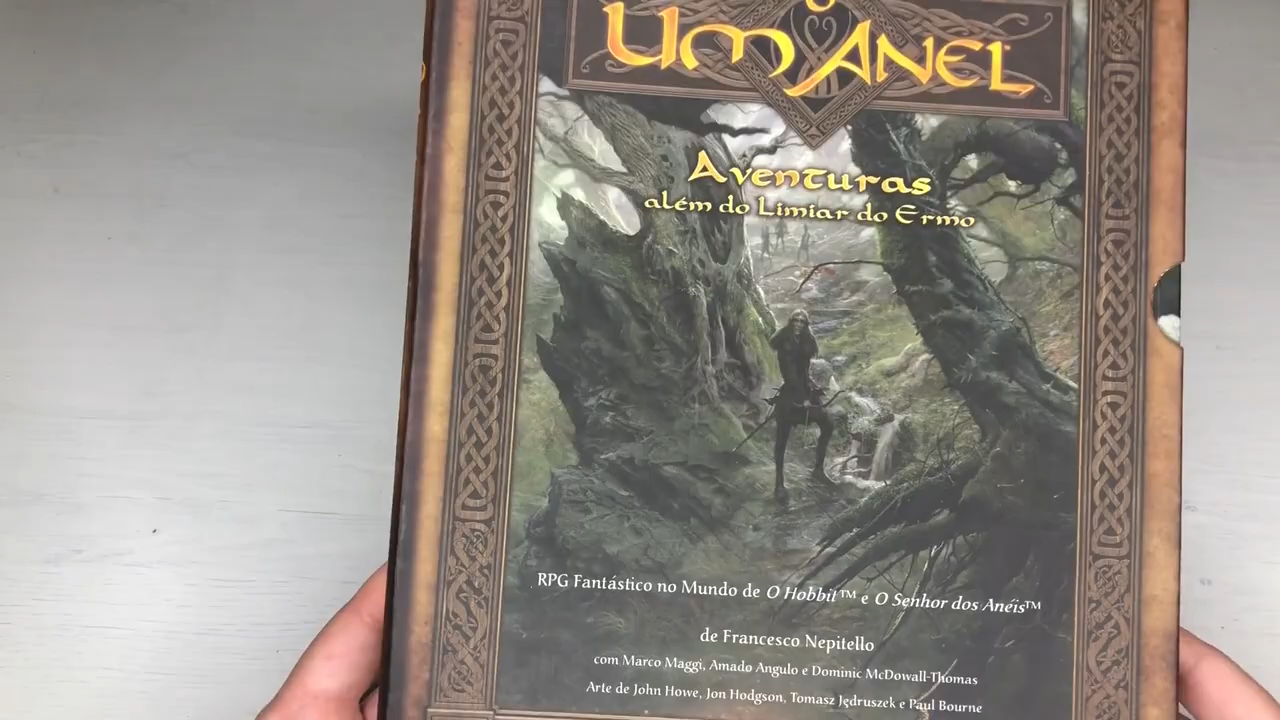 O
UM ANEL
Aventuras
além do Limiar do Ermo
RPG Fantástico no Mundo de O Hobbit™ e O Senhor dos Anéis™
de Francesco Nepitello
com Marco Maggi, Amado Angulo e Dominic McDowall-Thomas
Arte de John Howe, Jon Hodgson, Tomasz Jędruszek e Paul Bourne